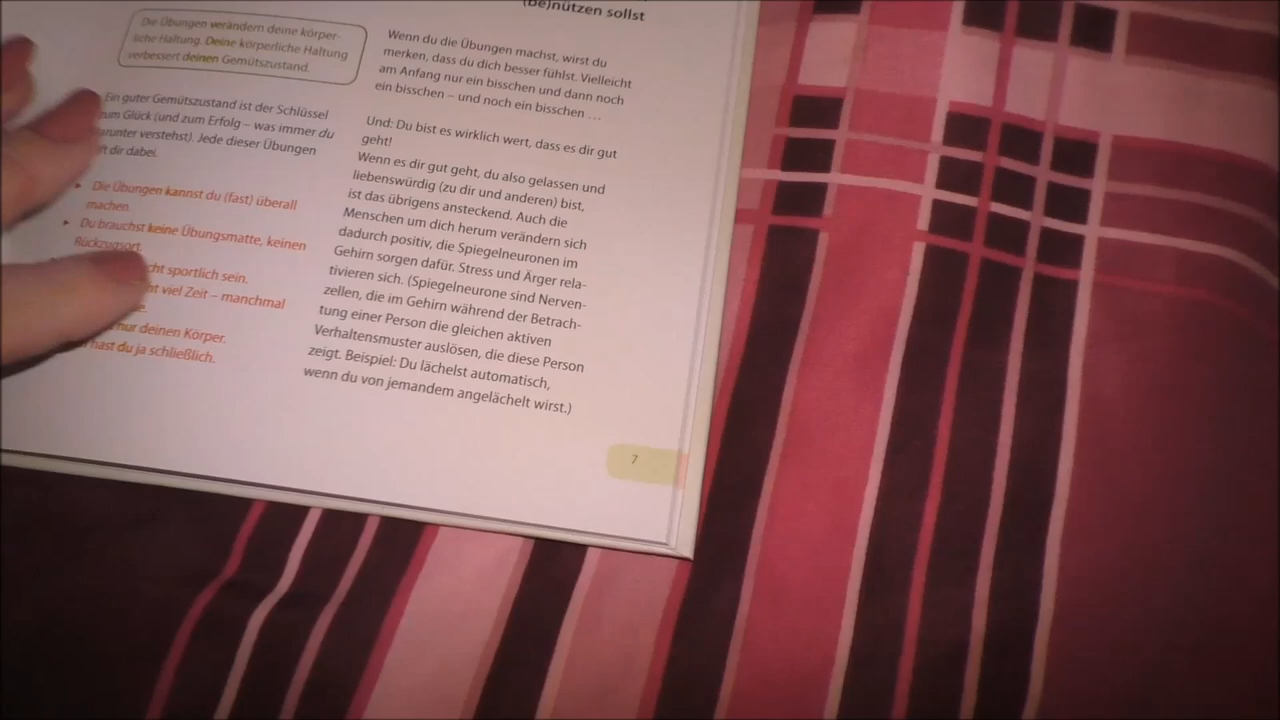 Die Übungen verändern deine körper-
liche Haltung. Deine körperliche Haltung
verbessert deinen Gemütszustand.
Ein guter Gemütszustand ist der Schlüssel
zum Glück (und zum Erfolg – was immer du
verstehst). Jede dieser Übungen
dir dabei.
▸ Die Übungen kannst du (fast) überall
machen.
▸ Du brauchst keine Übungsmatte, keinen
Rückzugsort.
sportlich sein.
viel Zeit – manchmal
nur deinen Körper.
hast du ja schließlich.
(be)nützen sollst
Wenn du die Übungen machst, wirst du
merken, dass du dich besser fühlst. Vielleicht
am Anfang nur ein bisschen und dann noch
ein bisschen – und noch ein bisschen …
Und: Du bist es wirklich wert, dass es dir gut
geht!
Wenn es dir gut geht, du also gelassen und
liebenswürdig (zu dir und anderen) bist,
ist das übrigens ansteckend. Auch die
Menschen um dich herum verändern sich
dadurch positiv, die Spiegelneuronen im
Gehirn sorgen dafür. Stress und Ärger rela-
tivieren sich. (Spiegelneurone sind Nerven-
zellen, die im Gehirn während der Betrach-
tung einer Person die gleichen aktiven
Verhaltensmuster auslösen, die diese Person
zeigt. Beispiel: Du lächelst automatisch,
wenn du von jemandem angelächelt wirst.)
7